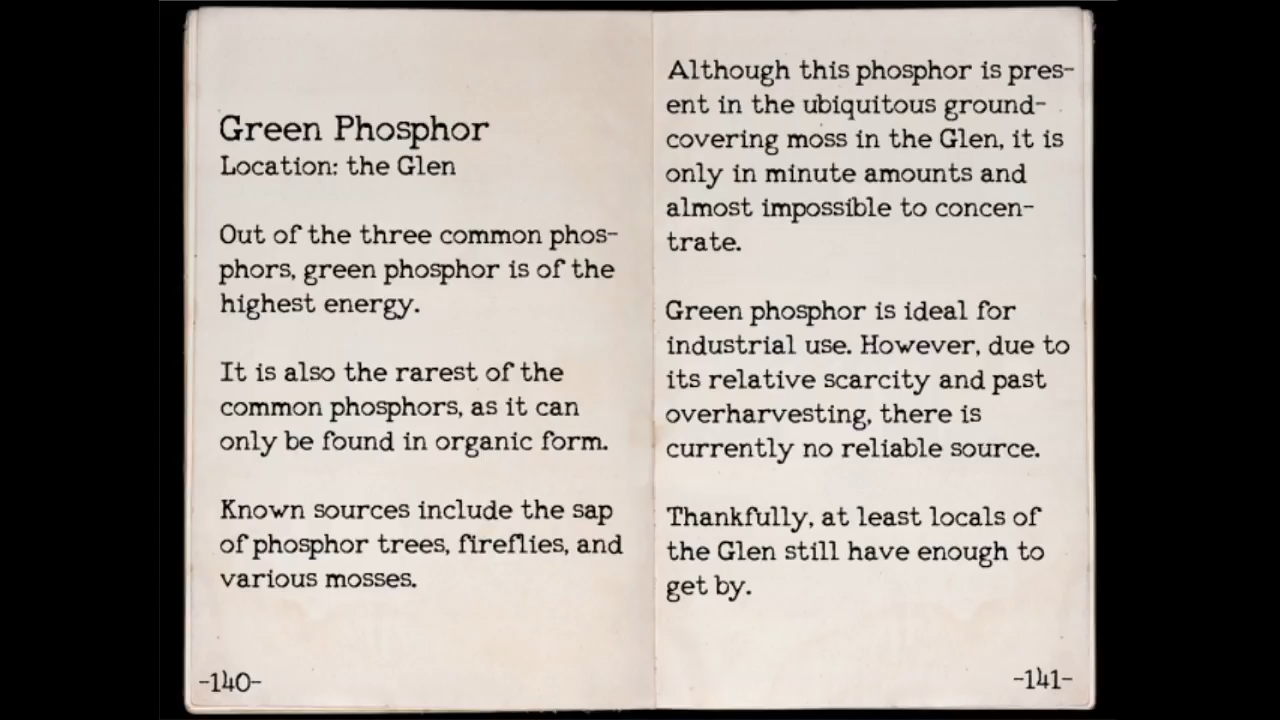 Green Phosphor
Location: the Glen
Out of the three common phos-
phors, green phosphor is of the
highest energy.
It is also the rarest of the
common phosphors, as it can
only be found in organic form.
Known sources include the sap
of phosphor trees, fireflies, and
various mosses.
-140-
Although this phosphor is pres-
ent in the ubiquitous ground-
covering moss in the Glen, it is
only in minute amounts and
almost impossible to concen-
trate.
Green phosphor is ideal for
industrial use. However, due to
its relative scarcity and past
overharvesting, there is
currently no reliable source.
Thankfully, at least locals of
the Glen still have enough to
get by.
-141-